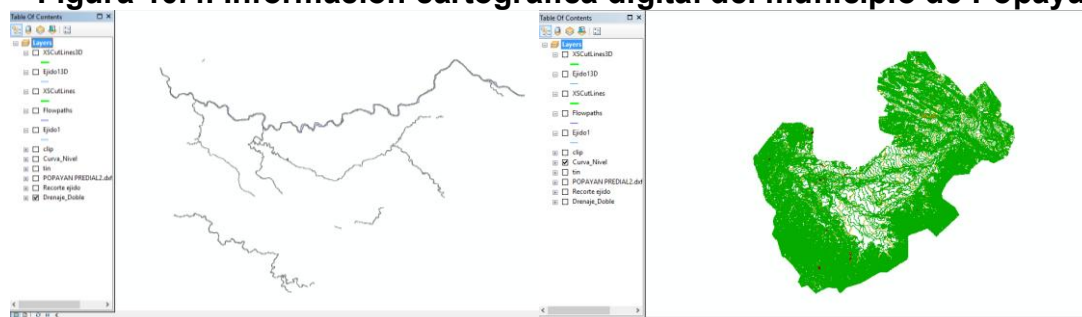 Figura 10. Información cartográfica digital del municipio de Popayá
Table Of Contents
Layers
XSCutLines3D
Ejido13D
XSCutLines
Flowpaths
Ejido1
clip
Curva_Nivel
tin
POPAYAN PREDIAL2.dxf
Recorte ejido
Drenaje_Doble
Table Of Contents
Layers
XSCutLines3D
Ejido13D
XSCutLines
Flowpaths
Ejido1
Curva_Nivel
tin
POPAYAN PREDIAL2.dxf
Recorte ejido
Drenaje_Doble